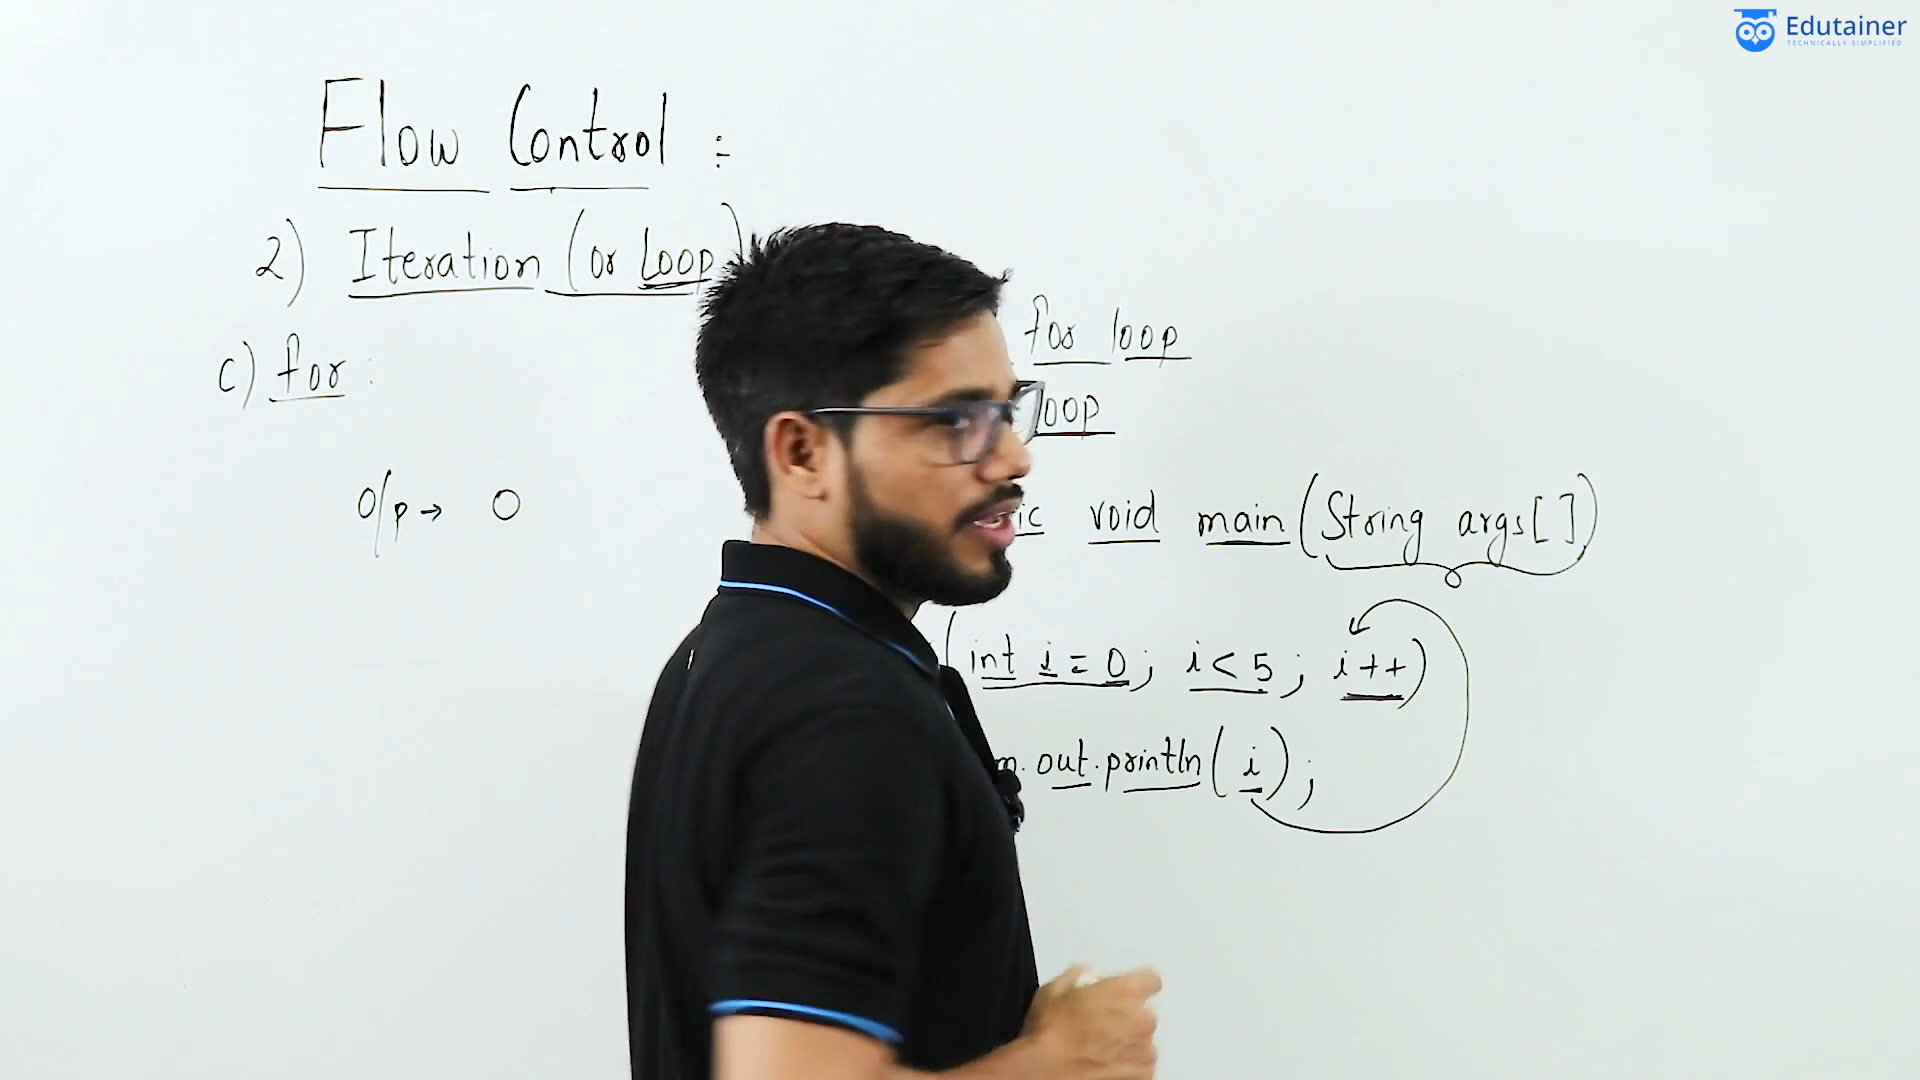 Edutainer
TECHNICALLY SIMPLIFIED
Flow Control :
2) Iteration (or Loop)
for loop
c) for :
loop
O/p → 0
void main(String args[])
(int i = 0; i < 5; i++)
out.println(i);